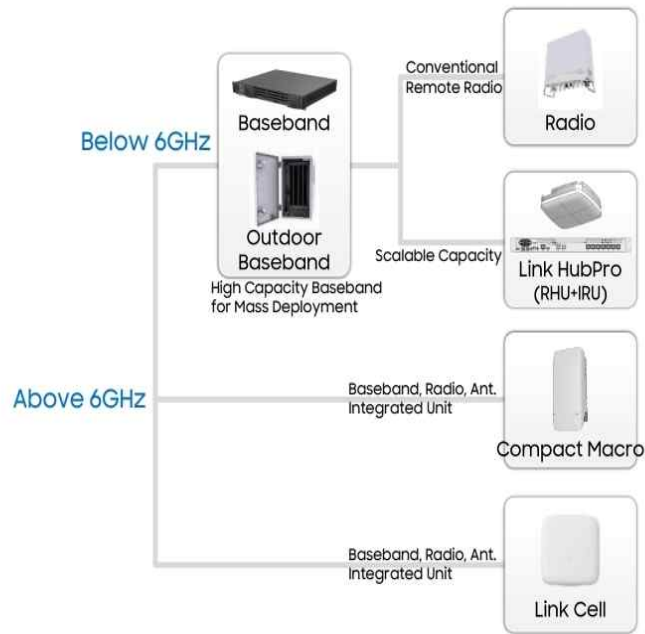 Below 6GHz
Baseband
Outdoor
Baseband
High Capacity Baseband
for Mass Deployment
Conventional
Remote Radio
Radio
Scalable Capacity
Link HubPro
(RHU+IRU)
Above 6GHz
Baseband, Radio, Ant.
Integrated Unit
Compact Macro
Baseband, Radio, Ant.
Integrated Unit
Link Cell